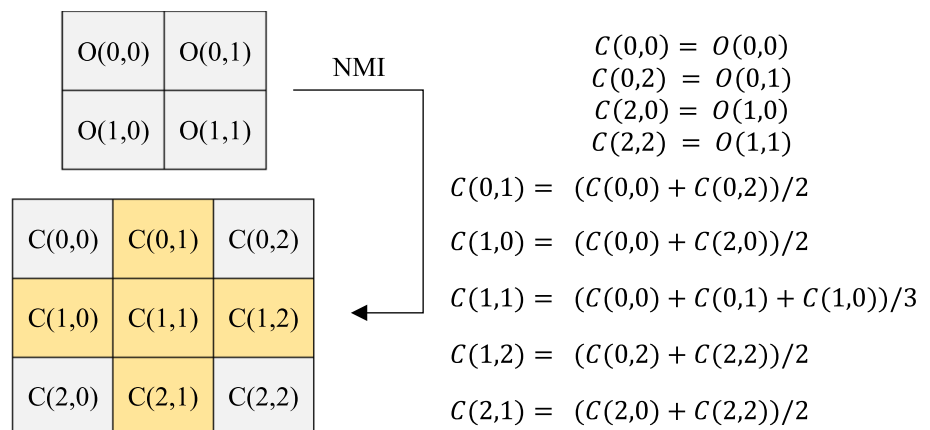 O(0,0) O(0,1)
O(1,0) O(1,1)
NMI
C(0,0) C(0,1) C(0,2)
C(1,0) C(1,1) C(1,2)
C(2,0) C(2,1) C(2,2)
C(0,0) = O(0,0)
C(0,2) = O(0,1)
C(2,0) = O(1,0)
C(2,2) = O(1,1)
C(0,1) = (C(0,0) + C(0,2))/2
C(1,0) = (C(0,0) + C(2,0))/2
C(1,1) = (C(0,0) + C(0,1) + C(1,0))/3
C(1,2) = (C(0,2) + C(2,2))/2
C(2,1) = (C(2,0) + C(2,2))/2